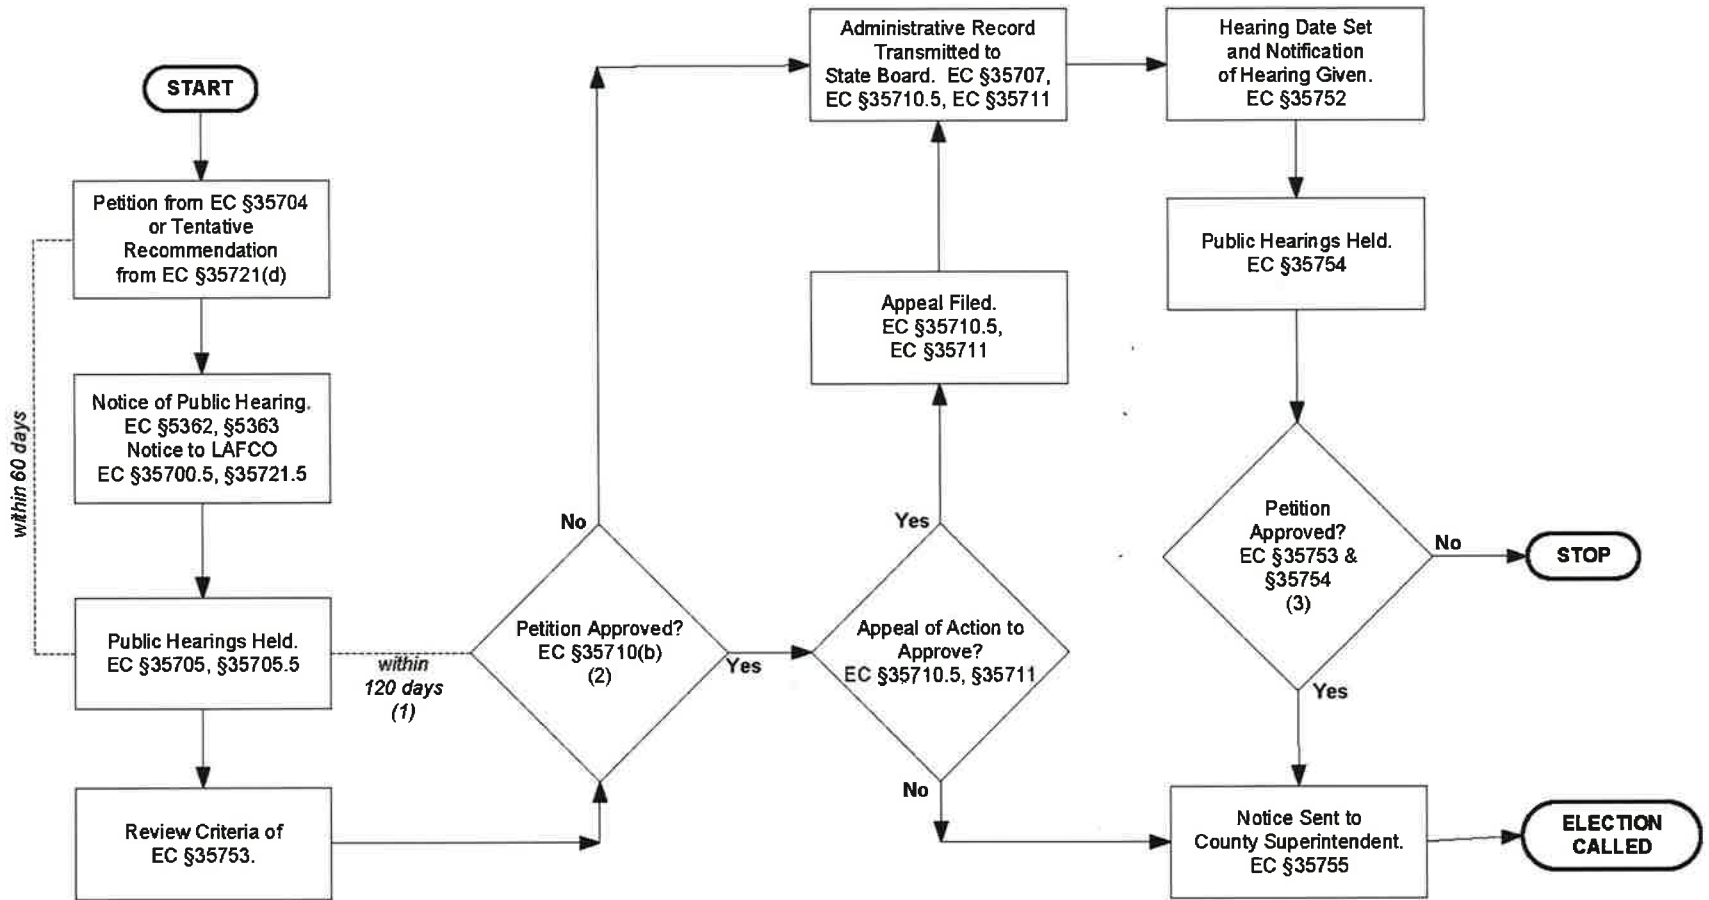 START
Petition from EC §35704
or Tentative
Recommendation
from EC §35721(d)
within 60 days
Notice of Public Hearing.
EC §5362, §5363
Notice to LAFCO
EC §35700.5, §35721.5
Public Hearings Held.
EC §35705, §35705.5
within
120 days
(1)
Review Criteria of
EC §35753.
No
Petition Approved?
EC §35710(b)
(2)
Yes
Administrative Record
Transmitted to
State Board. EC §35707,
EC §35710.5, EC §35711
Appeal Filed.
EC §35710.5,
EC §35711
Yes
Appeal of Action to
Approve?
EC §35710.5, §35711
No
Hearing Date Set
and Notification
of Hearing Given.
EC §35752
Public Hearings Held.
EC §35754
Petition
Approved?
EC §35753 &
§35754
(3)
No
STOP
Yes
Notice Sent to
County Superintendent.
EC §35755
ELECTION
CALLED